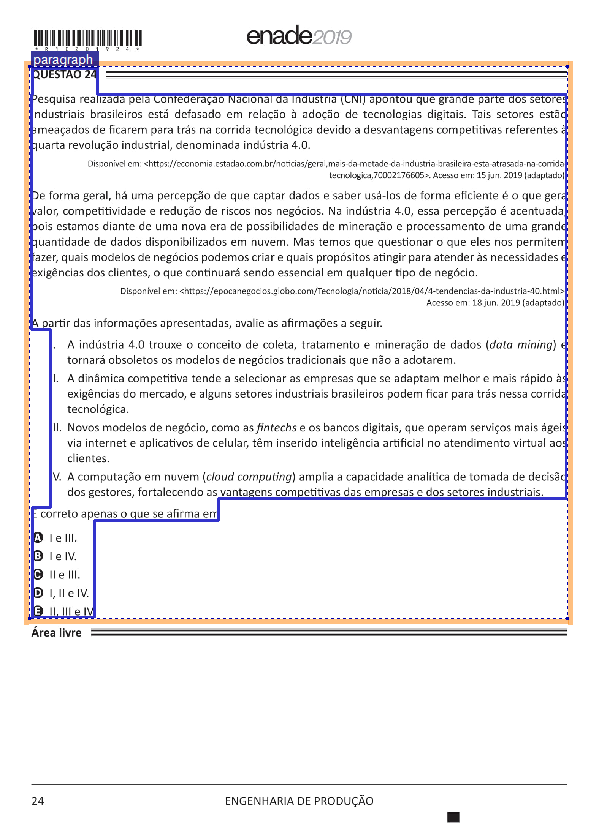 enade2019
paragraph
QUESTÃO 24
Pesquisa realizada pela Confederação Nacional da Indústria (CNI) apontou que grande parte dos setores
industriais brasileiros está defasado em relação à adoção de tecnologias digitais. Tais setores estão
ameaçados de ficarem para trás na corrida tecnológica devido a desvantagens competitivas referentes à
quarta revolução industrial, denominada indústria 4.0.
Disponível em: <https://economia.estadao.com.br/noticias/geral,mais-da-metade-da-industria-brasileira-esta-atrasada-na-corrida-
tecnologica,70002176605>. Acesso em: 15 jun. 2019 (adaptado)
De forma geral, há uma percepção de que captar dados e saber usá-los de forma eficiente é o que gera
valor, competitividade e redução de riscos nos negócios. Na indústria 4.0, essa percepção é acentuada,
pois estamos diante de uma nova era de possibilidades de mineração e processamento de uma grande
quantidade de dados disponibilizados em nuvem. Mas temos que questionar o que eles nos permitem
fazer, quais modelos de negócios podemos criar e quais propósitos atingir para atender às necessidades e
exigências dos clientes, o que continuará sendo essencial em qualquer tipo de negócio.
Disponível em: <https://epocanegocios.globo.com/Tecnologia/noticia/2018/04/4-tendencias-da-industria-40.html>
Acesso em: 18 jun. 2019 (adaptado)
A partir das informações apresentadas, avalie as afirmações a seguir.
I. A indústria 4.0 trouxe o conceito de coleta, tratamento e mineração de dados (data mining) e
tornará obsoletos os modelos de negócios tradicionais que não a adotarem.
II. A dinâmica competitiva tende a selecionar as empresas que se adaptam melhor e mais rápido às
exigências do mercado, e alguns setores industriais brasileiros podem ficar para trás nessa corrida
tecnológica.
III. Novos modelos de negócio, como as fintechs e os bancos digitais, que operam serviços mais ágeis
via internet e aplicativos de celular, têm inserido inteligência artificial no atendimento virtual aos
clientes.
IV. A computação em nuvem (cloud computing) amplia a capacidade analítica de tomada de decisão
dos gestores, fortalecendo as vantagens competitivas das empresas e dos setores industriais.
É correto apenas o que se afirma em
A I e III.
B I e IV.
C II e III.
D I, II e IV.
E II, III e IV
Área livre
24 ENGENHARIA DE PRODUÇÃO